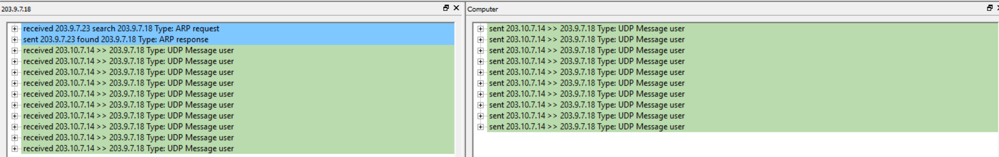 203.9.7.18
received 203.9.7.23 search 203.9.7.18 Type: ARP request
sent 203.9.7.23 found 203.9.7.18 Type: ARP response
received 203.10.7.14 >> 203.9.7.18 Type: UDP Message user
received 203.10.7.14 >> 203.9.7.18 Type: UDP Message user
received 203.10.7.14 >> 203.9.7.18 Type: UDP Message user
received 203.10.7.14 >> 203.9.7.18 Type: UDP Message user
received 203.10.7.14 >> 203.9.7.18 Type: UDP Message user
received 203.10.7.14 >> 203.9.7.18 Type: UDP Message user
received 203.10.7.14 >> 203.9.7.18 Type: UDP Message user
received 203.10.7.14 >> 203.9.7.18 Type: UDP Message user
received 203.10.7.14 >> 203.9.7.18 Type: UDP Message user
received 203.10.7.14 >> 203.9.7.18 Type: UDP Message user
Computer
sent 203.10.7.14 >> 203.9.7.18 Type: UDP Message user
sent 203.10.7.14 >> 203.9.7.18 Type: UDP Message user
sent 203.10.7.14 >> 203.9.7.18 Type: UDP Message user
sent 203.10.7.14 >> 203.9.7.18 Type: UDP Message user
sent 203.10.7.14 >> 203.9.7.18 Type: UDP Message user
sent 203.10.7.14 >> 203.9.7.18 Type: UDP Message user
sent 203.10.7.14 >> 203.9.7.18 Type: UDP Message user
sent 203.10.7.14 >> 203.9.7.18 Type: UDP Message user
sent 203.10.7.14 >> 203.9.7.18 Type: UDP Message user
sent 203.10.7.14 >> 203.9.7.18 Type: UDP Message user